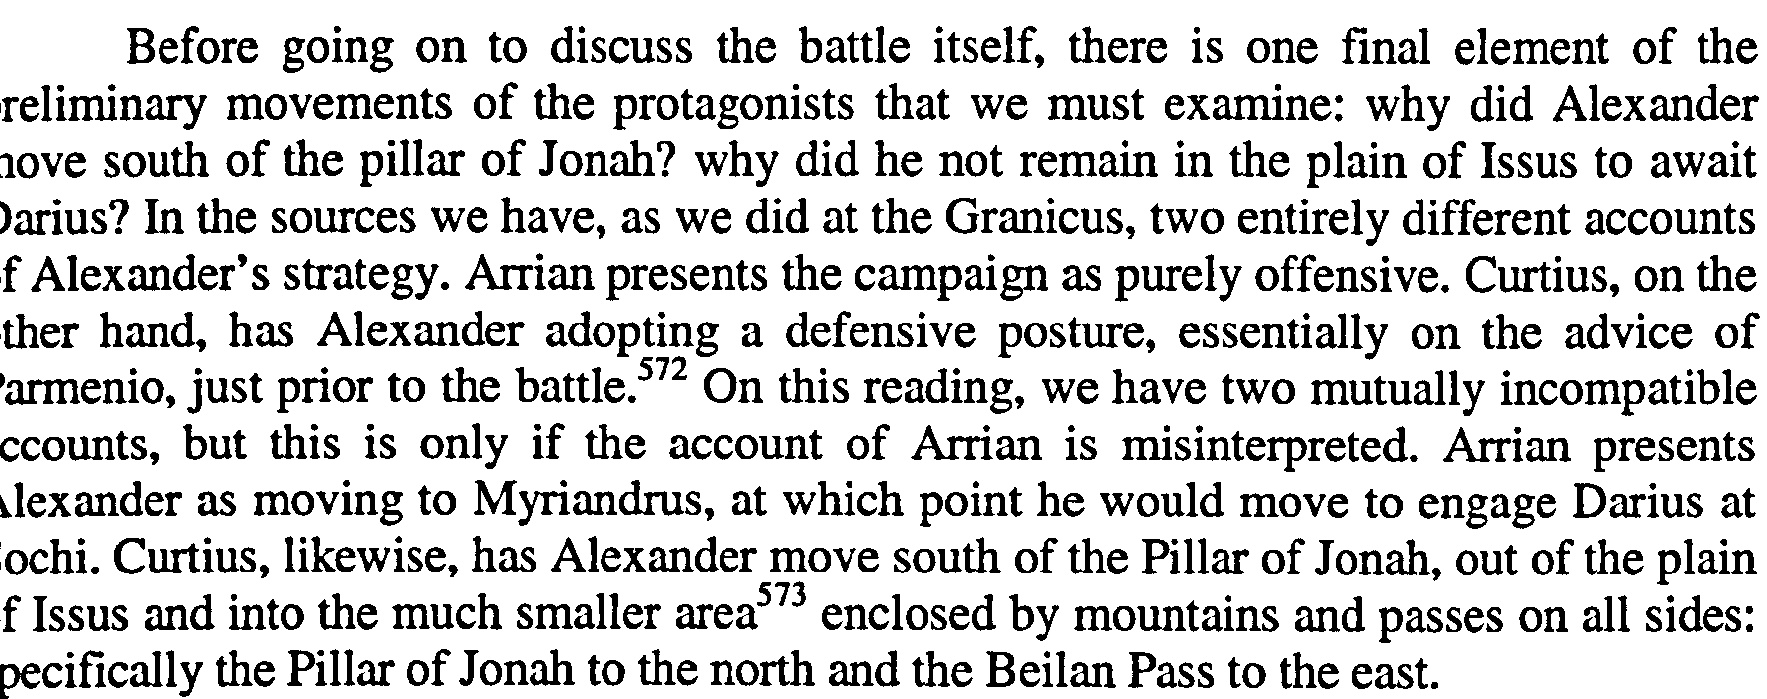 Before going on to discuss the battle itself, there is one final element of the
reliminary movements of the protagonists that we must examine: why did Alexander
move south of the pillar of Jonah? why did he not remain in the plain of Issus to await
Darius? In the sources we have, as we did at the Granicus, two entirely different accounts
f Alexander's strategy. Arrian presents the campaign as purely offensive. Curtius, on the
ther hand, has Alexander adopting a defensive posture, essentially on the advice of
armenio, just prior to the battle.572 On this reading, we have two mutually incompatible
ccounts, but this is only if the account of Arrian is misinterpreted. Arrian presents
Alexander as moving to Myriandrus, at which point he would move to engage Darius at
ochi. Curtius, likewise, has Alexander move south of the Pillar of Jonah, out of the plain
f Issus and into the much smaller area573 enclosed by mountains and passes on all sides:
pecifically the Pillar of Jonah to the north and the Beilan Pass to the east.